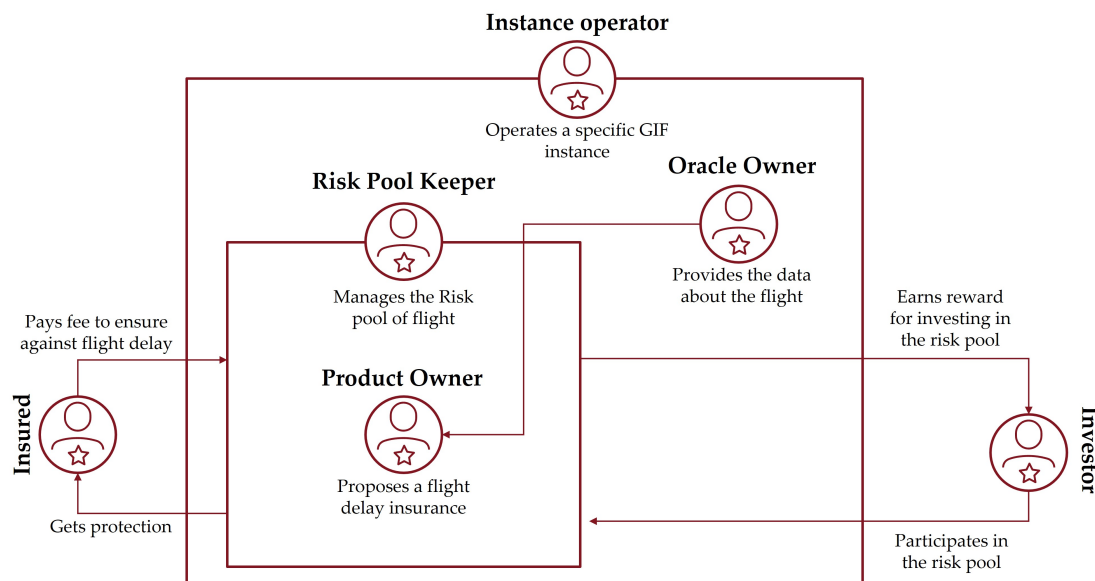 Instance operator
Operates a specific GIF
instance
Oracle Owner
Provides the data
about the flight
Risk Pool Keeper
Manages the Risk
pool of flight
Product Owner
Proposes a flight
delay insurance
Pays fee to ensure
against flight delay
Insured
Gets protection
Earns reward
for investing in
the risk pool
Investor
Participates in
the risk pool